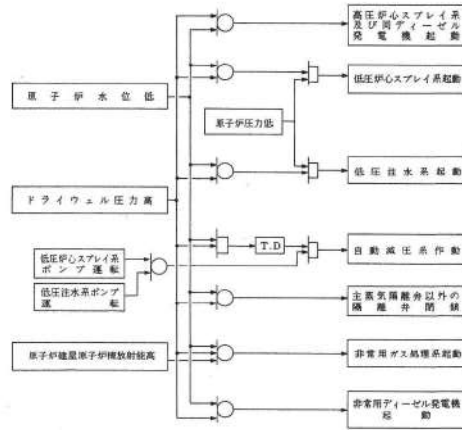 高圧炉心スプレイ系
及び同ディーゼル
発電機起動
低圧炉心スプレイ系起動
原子炉水位低
原子炉圧力低
低圧注水系起動
ドライウェル圧力高
T.D
自動減圧系作動
低圧炉心スプレイ系
ポンプ運転
低圧注水系ポンプ
運転
主蒸気隔離弁以外の
隔離弁閉鎖
原子炉建屋原子炉棟放射能高
非常用ガス処理系起動
非常用ディーゼル発電機
起動